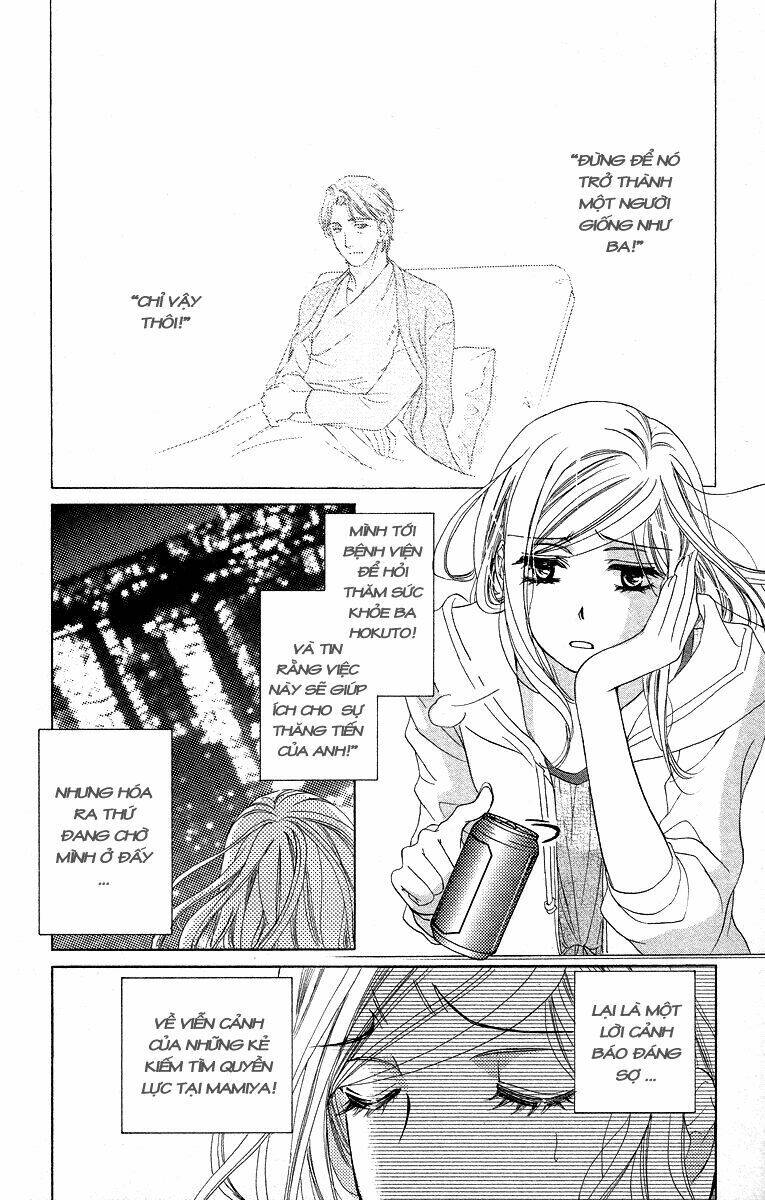 "ĐỪNG ĐỂ NÓ
TRỞ THÀNH
MỘT NGƯỜI
GIỐNG NHƯ
BA!"
"CHỈ VẬY
THÔI!"
MÌNH TỚI
BỆNH VIỆN
ĐỂ HỎI
THĂM SỨC
KHỎE BA
HOKUTO!
VÀ TIN
RẰNG VIỆC
NÀY SẼ GIÚP
ÍCH CHO SỰ
THĂNG TIẾN
CỦA ANH!"
NHƯNG HÓA
RA THỨ
ĐANG CHỜ
MÌNH Ở ĐẤY
...
LẠI LÀ MỘT
LỜI CẢNH
BÁO ĐÁNG
SỢ ...
VỀ VIỄN CẢNH
CỦA NHỮNG KẺ
KIẾM TÌM QUYỀN
LỰC TẠI MAMIYA!